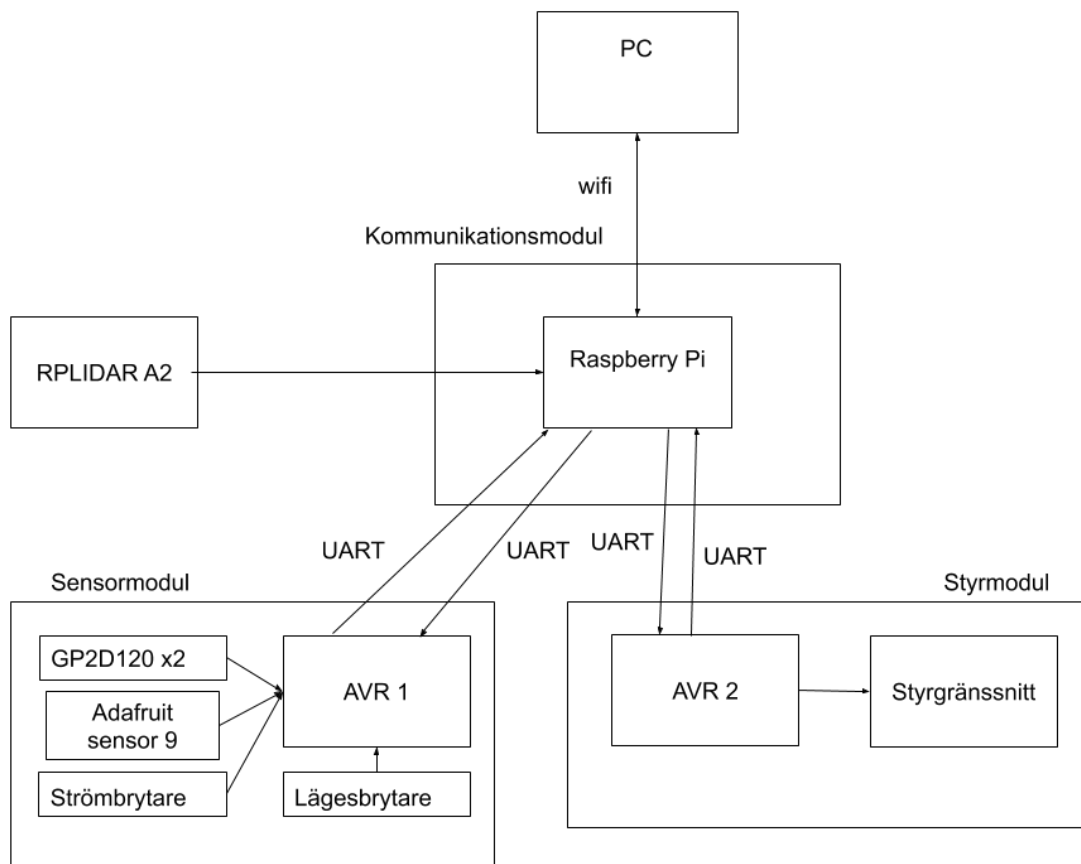 PC
wifi
Kommunikationsmodul
RPLIDAR A2
Raspberry Pi
UART
UART
UART
UART
Sensormodul
Styrmodul
GP2D120 x2
Adafruit
sensor 9
Strömbrytare
AVR 1
Lägesbrytare
AVR 2
Styrgränssnitt